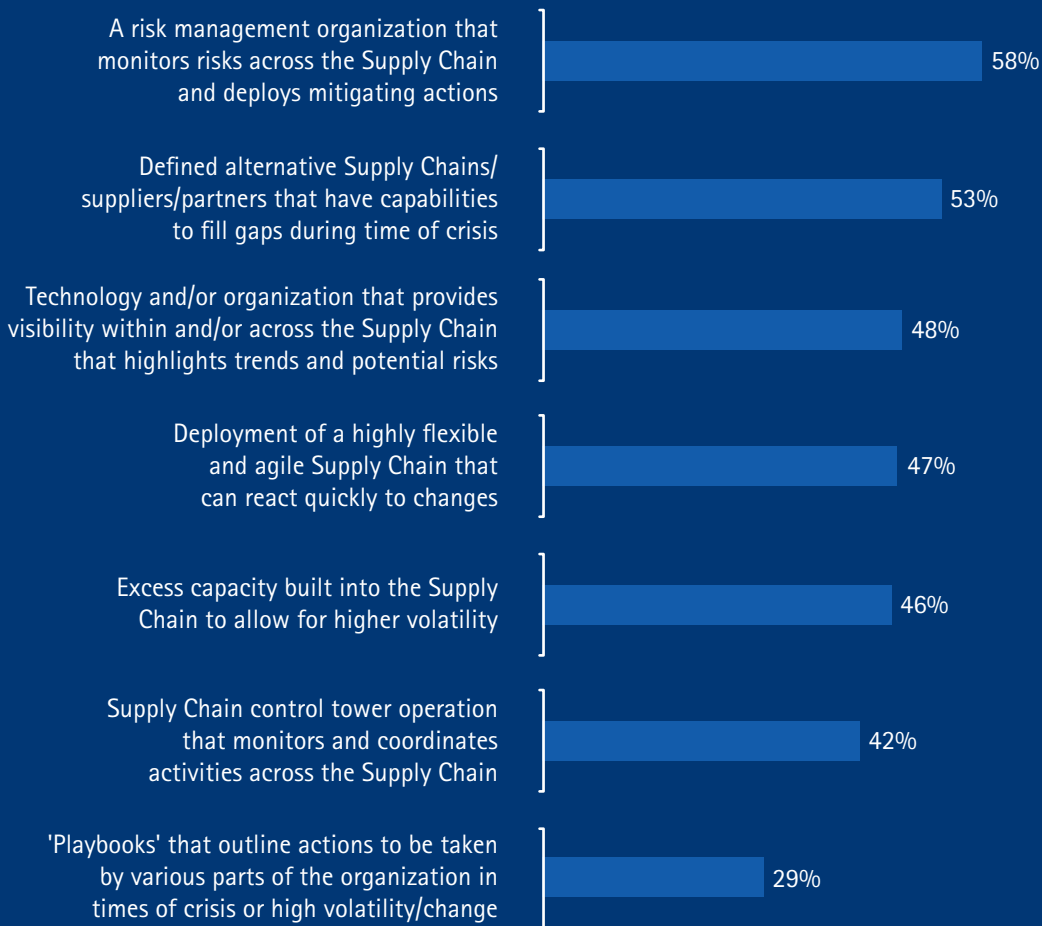 A risk management organization that
monitors risks across the Supply Chain
and deploys mitigating actions
58%
Defined alternative Supply Chains/
suppliers/partners that have capabilities
to fill gaps during time of crisis
53%
Technology and/or organization that provides
visibility within and/or across the Supply Chain
that highlights trends and potential risks
48%
Deployment of a highly flexible
and agile Supply Chain that
can react quickly to changes
47%
Excess capacity built into the Supply
Chain to allow for higher volatility
46%
Supply Chain control tower operation
that monitors and coordinates
activities across the Supply Chain
42%
'Playbooks' that outline actions to be taken
by various parts of the organization in
times of crisis or high volatility/change
29%